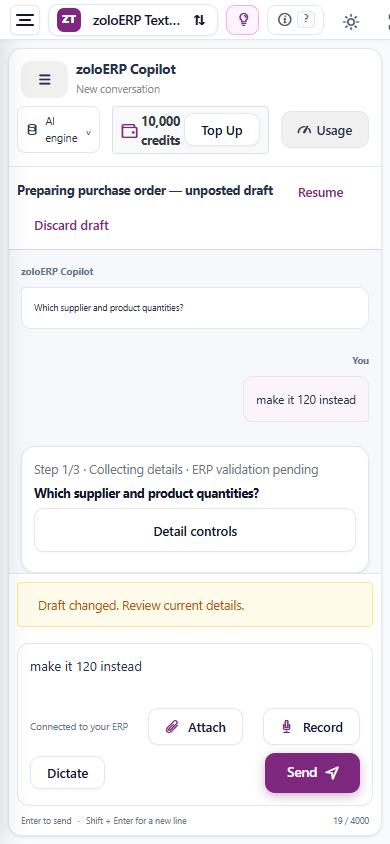 ZT zoloERP Text...
?
zoloERP Copilot
New conversation
AI
engine
10,000
credits
Top Up
Usage
Preparing purchase order — unposted draft
Resume
Discard draft
zoloERP Copilot
Which supplier and product quantities?
You
make it 120 instead
Step 1/3 · Collecting details · ERP validation pending
Which supplier and product quantities?
Detail controls
Draft changed. Review current details.
make it 120 instead
Connected to your ERP
Attach
Record
Dictate
Send
Enter to send · Shift + Enter for a new line
19 / 4000